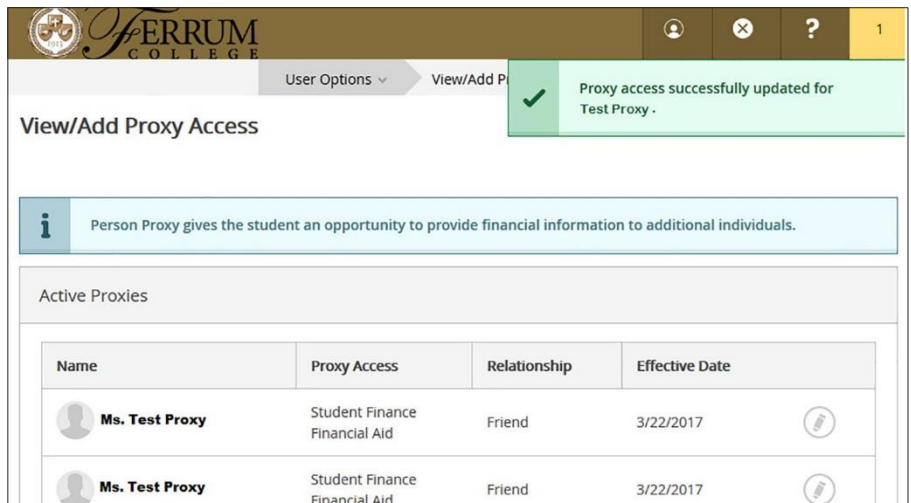 1913
FERRUM
COLLEGE
?
1
User Options
View/Add P
Proxy access successfully updated for
Test Proxy .
View/Add Proxy Access
i
Person Proxy gives the student an opportunity to provide financial information to additional individuals.
Active Proxies
Name
Proxy Access
Relationship
Effective Date
Ms. Test Proxy
Student Finance
Financial Aid
Friend
3/22/2017
Ms. Test Proxy
Student Finance
Financial Aid
Friend
3/22/2017